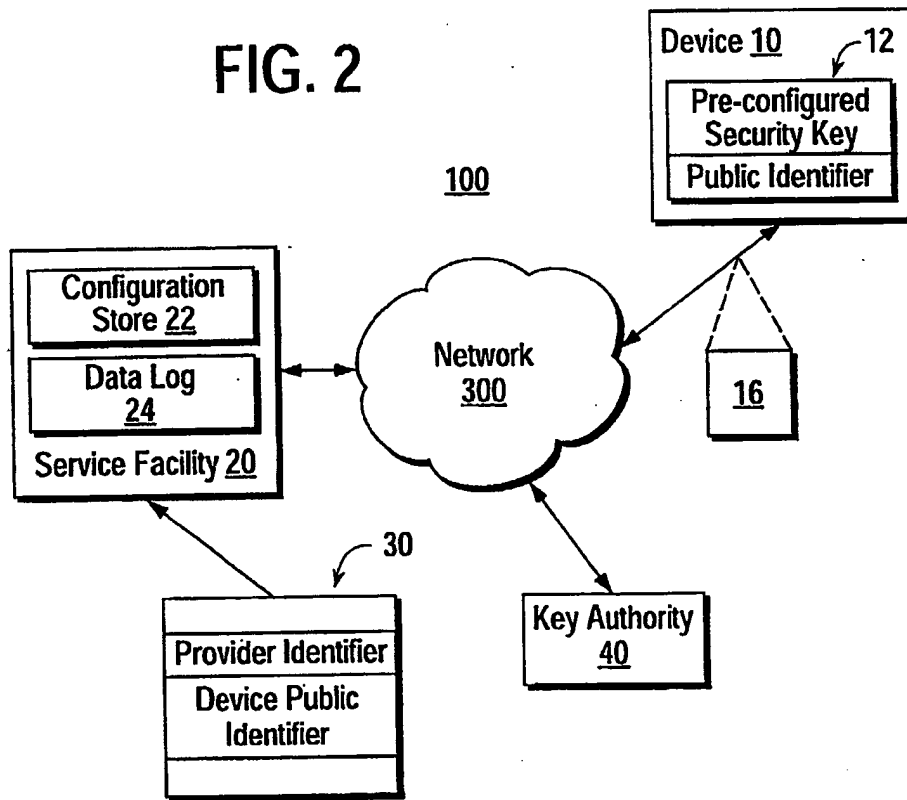 FIG. 2
Device 10
12
Pre-configured
Security Key
Public Identifier
100
Configuration
Store 22
Data Log
24
Service Facility 20
Network
300
16
30
Provider Identifier
Device Public
Identifier
Key Authority
40